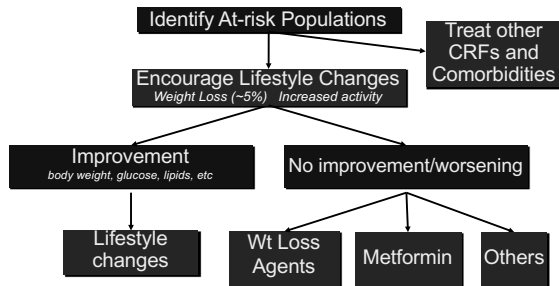 Identify At-risk Populations
Treat other
CRFs and
Comorbidities
Encourage Lifestyle Changes
Weight Loss (~5%) Increased activity
Improvement
body weight, glucose, lipids, etc
No improvement/worsening
Lifestyle
changes
Wt Loss
Agents
Metformin
Others